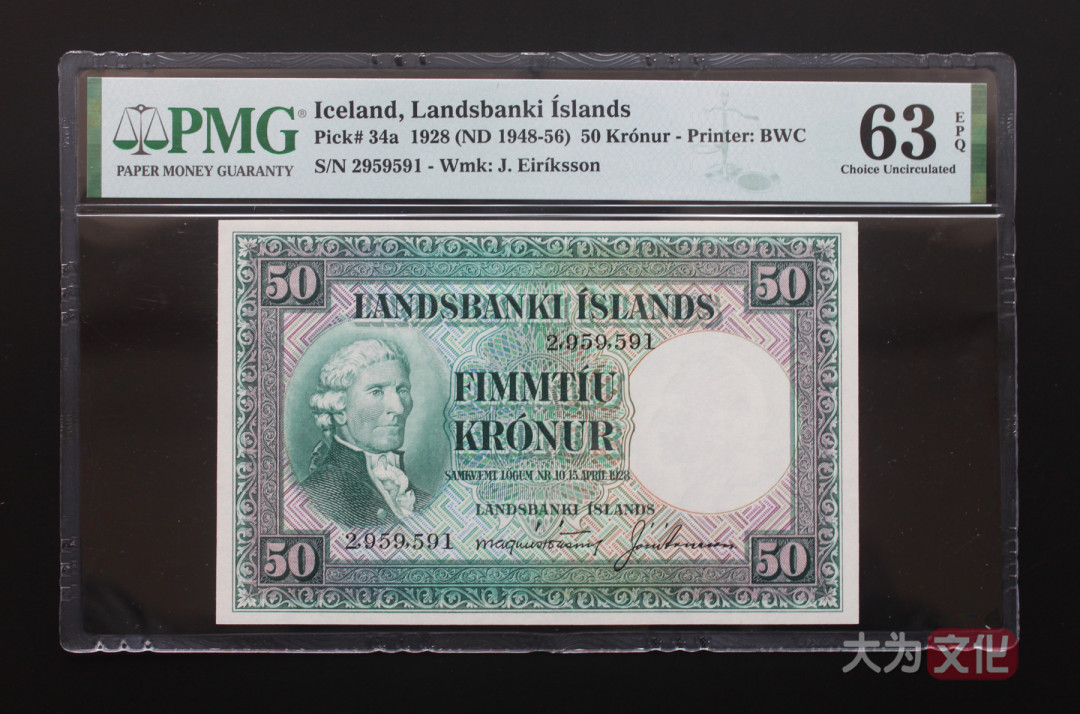 PMG®
PAPER MONEY GUARANTY
Iceland, Landsbanki Íslands
Pick# 34a 1928 (ND 1948-56) 50 Krónur - Printer: BWC
S/N 2959591 - Wmk: J. Eiríksson
63 EPQ
Choice Uncirculated
50 50
LANDSBANKI ÍSLANDS
2,959,591
FIMMTÍU
KRÓNUR
SAMKVÆMT LÖGUM NR. 10, 15. APRIL 1928
LANDSBANKI ÍSLANDS
2,959,591
50 50
大为文化